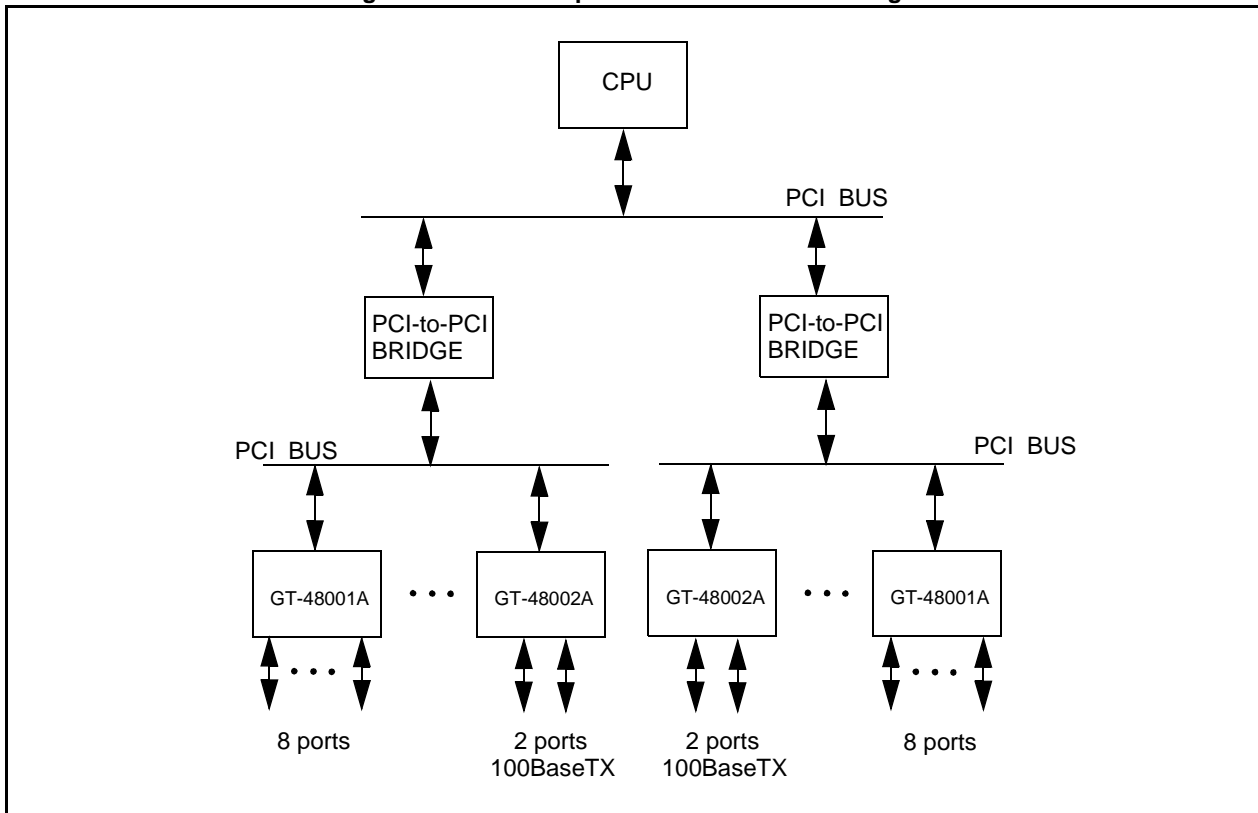 CPU
PCI BUS
PCI-to-PCI
BRIDGE
PCI-to-PCI
BRIDGE
PCI BUS
PCI BUS
GT-48001A
• • •
GT-48002A
GT-48002A
• • •
GT-48001A
• • •
• • •
8 ports
2 ports
100BaseTX
2 ports
100BaseTX
8 ports